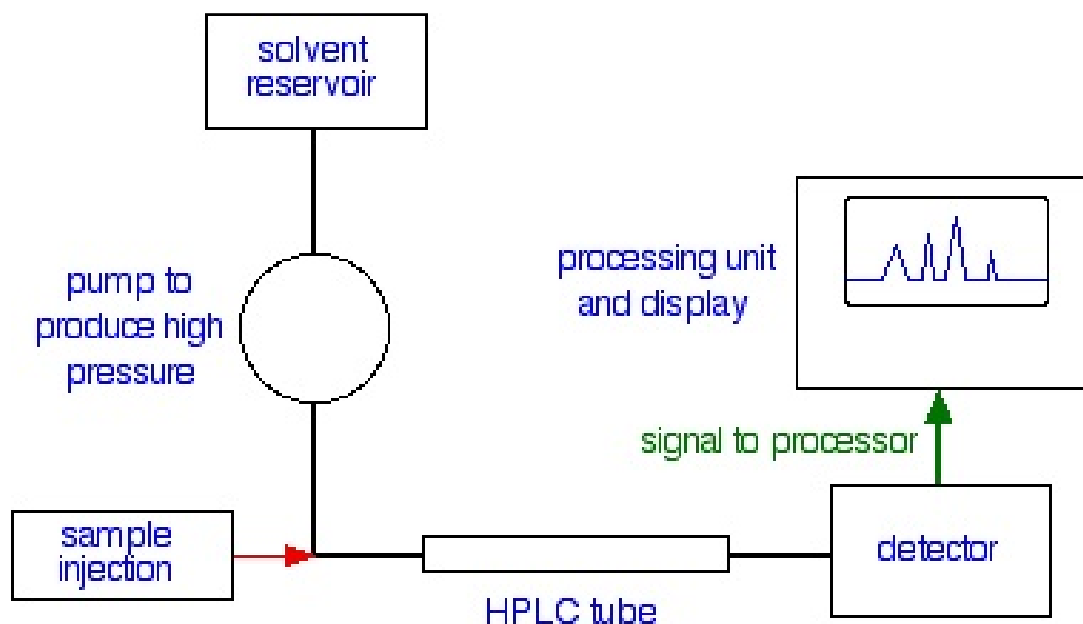 solvent
reservoir
pump to
produce high
pressure
processing unit
and display
signal to processor
sample
injection
detector
HPLC tube